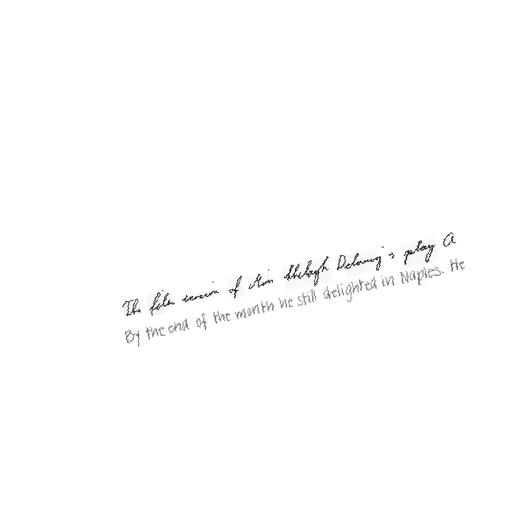 The film version of Miss Shelagh Delaney's play A
By the end of the month he still delighted in Naples. He